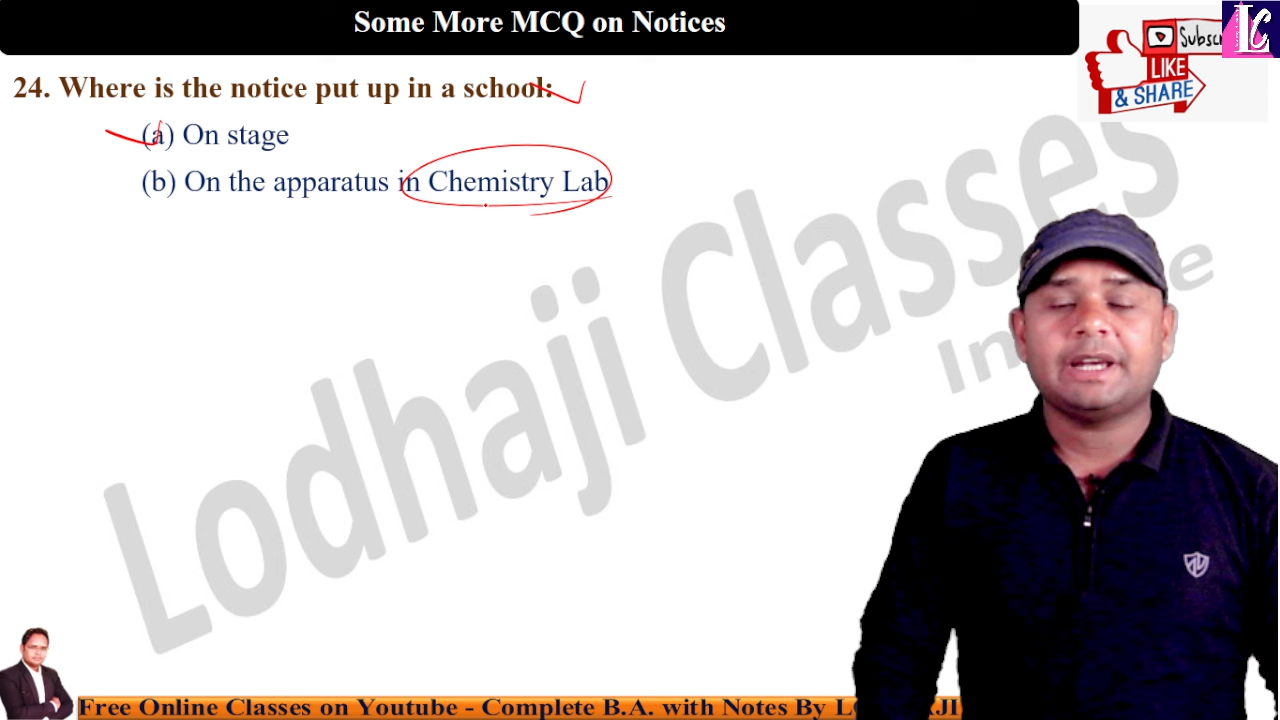 Some More MCQ on Notices
LIKE
& SHARE
LC
24. Where is the notice put up in a school:
(a) On stage
(b) On the apparatus in Chemistry Lab
Lodhaji Classes
Free Online Classes on Youtube - Complete B.A. with Notes By